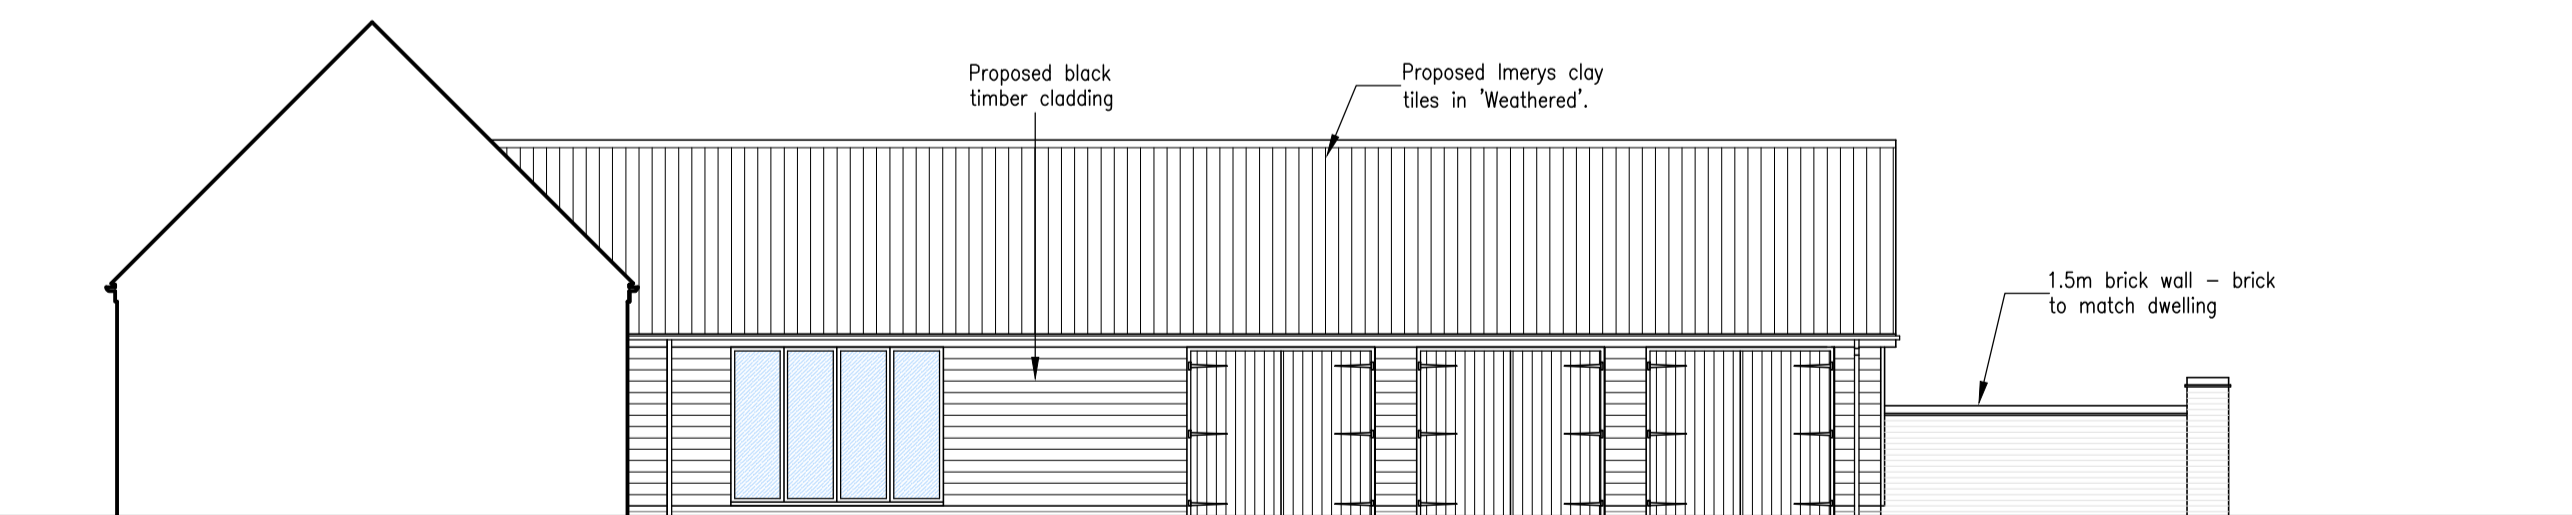 Proposed black
timber cladding
Proposed Imerys clay
tiles in 'Weathered'.
1.5m brick wall – brick
to match dwelling